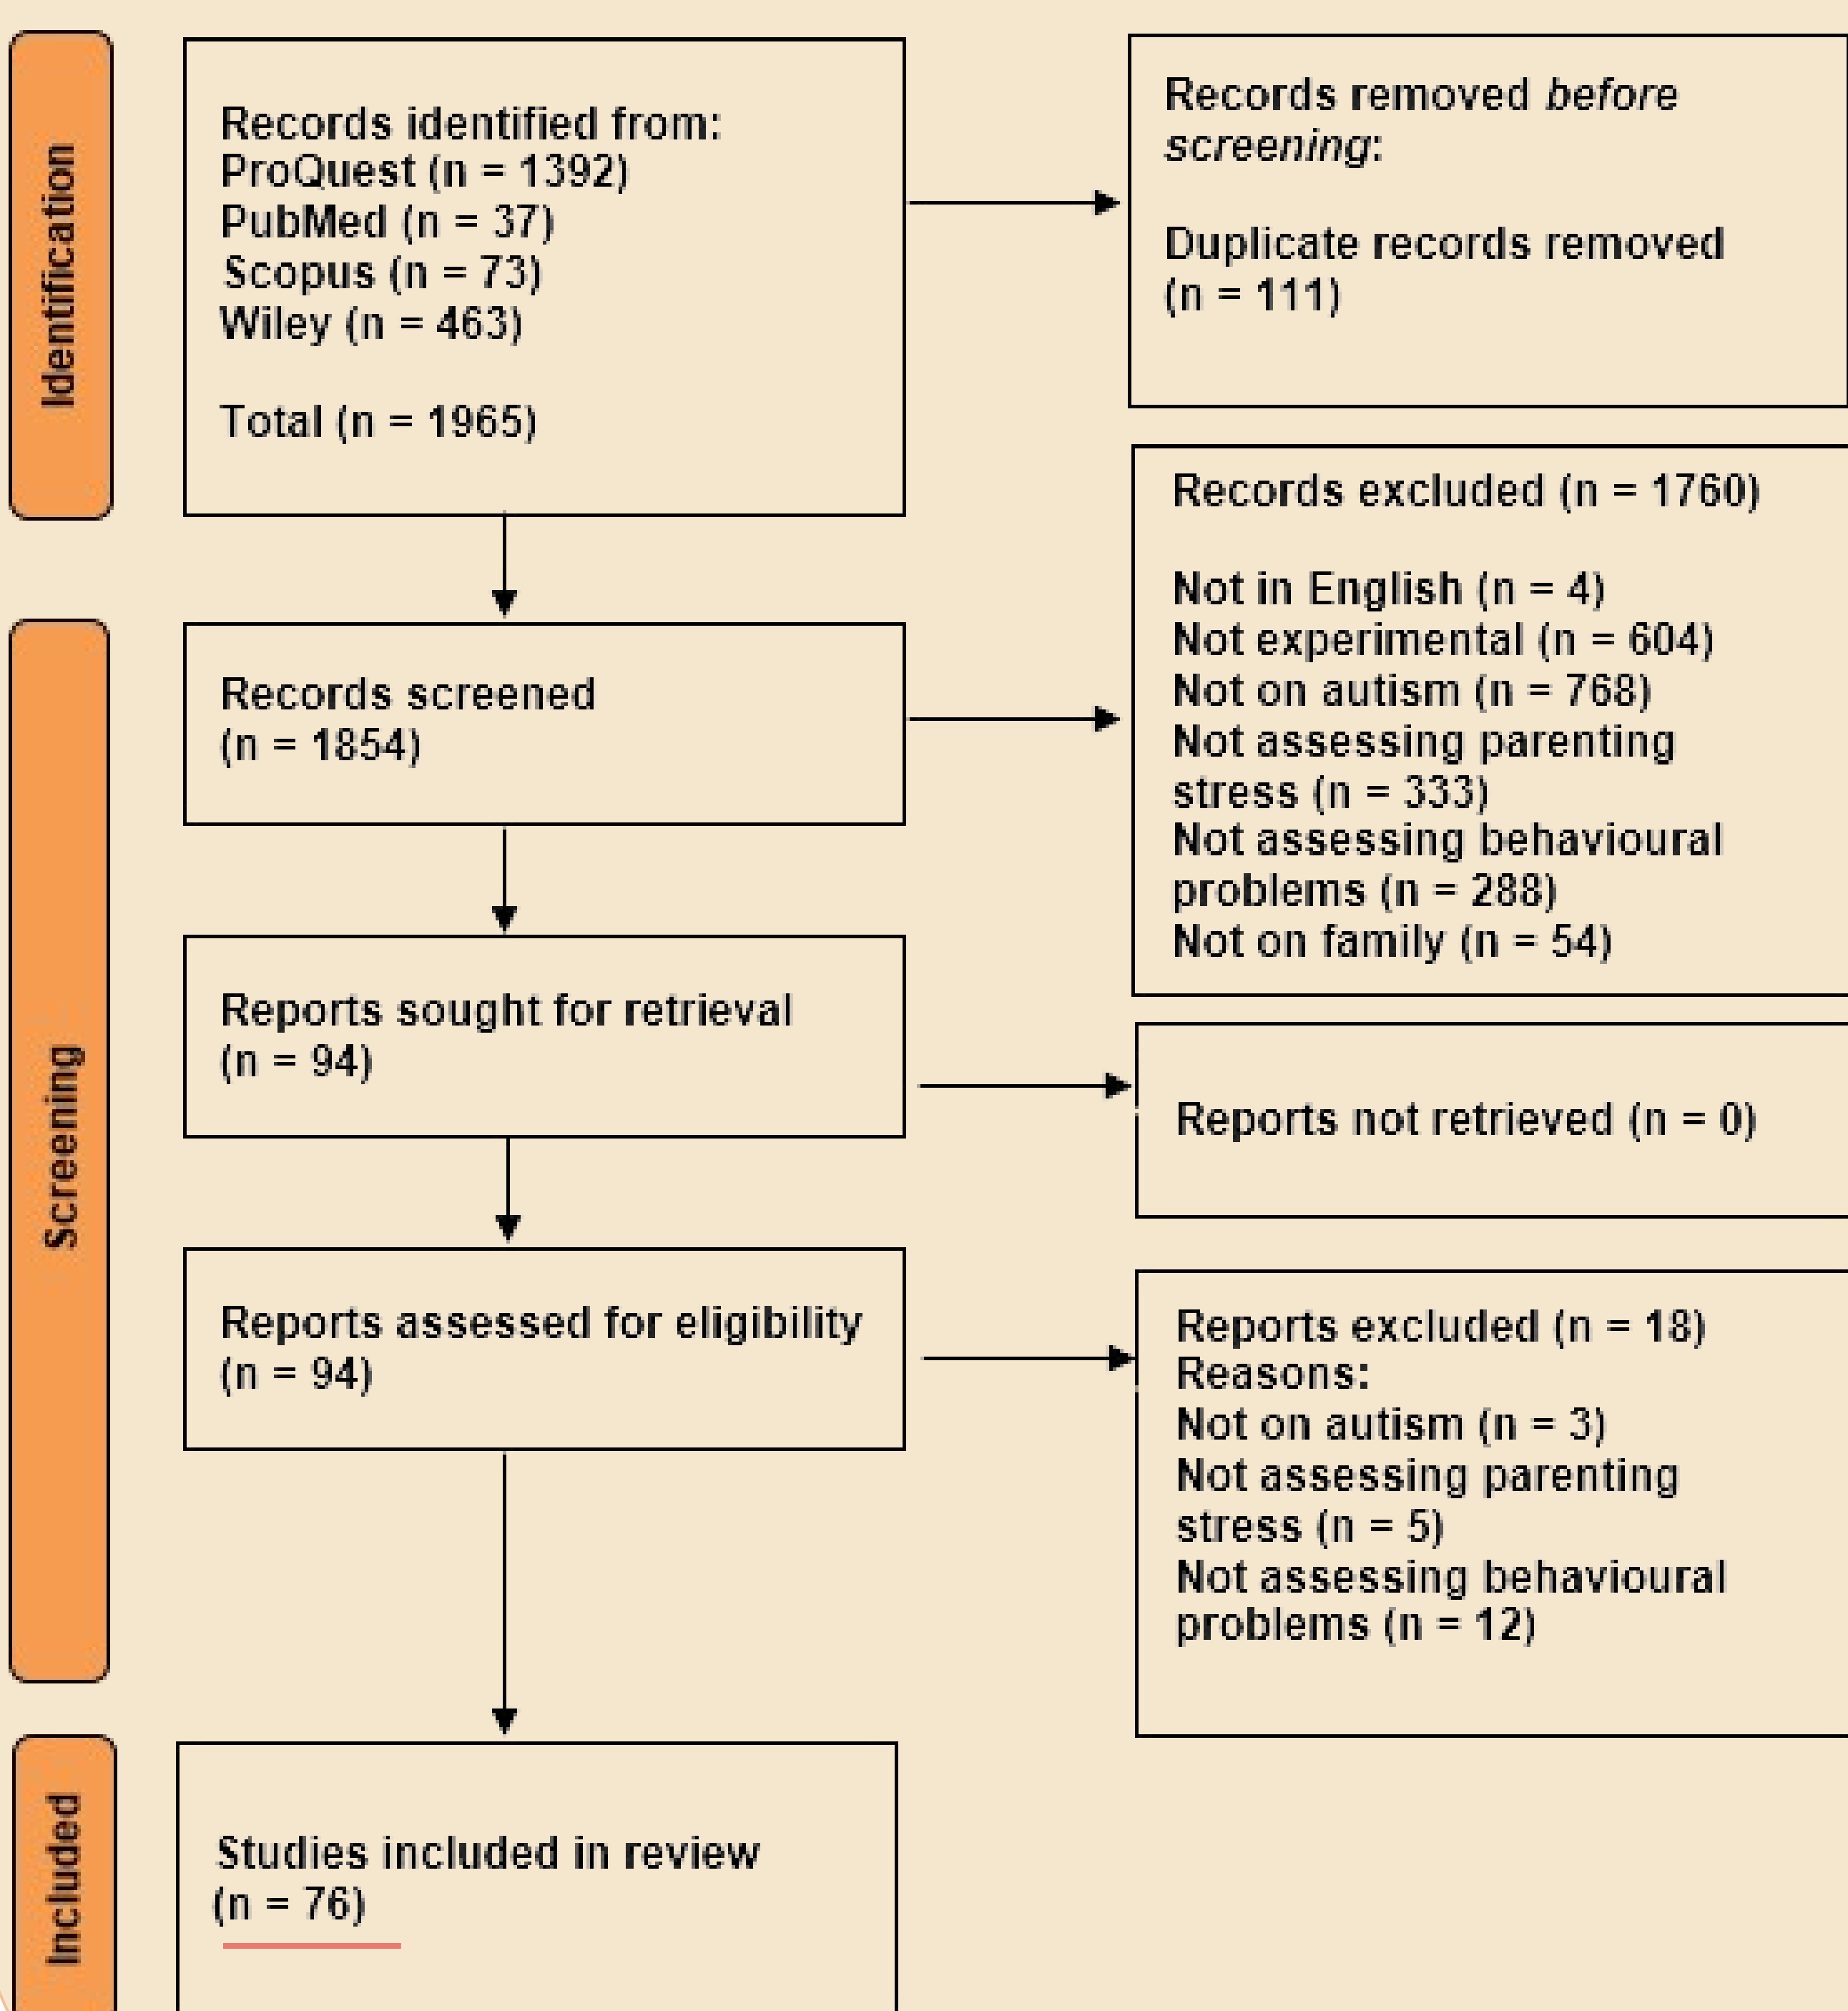 Identification
Records identified from:
ProQuest (n = 1392)
PubMed (n = 37)
Scopus (n = 73)
Wiley (n = 463)
Total (n = 1965)
Records removed before
screening:
Duplicate records removed
(n = 111)
Screening
Records screened
(n = 1854)
Records excluded (n = 1760)
Not in English (n = 4)
Not experimental (n = 604)
Not on autism (n = 768)
Not assessing parenting
stress (n = 333)
Not assessing behavioural
problems (n = 288)
Not on family (n = 54)
Reports sought for retrieval
(n = 94)
Reports not retrieved (n = 0)
Reports assessed for eligibility
(n = 94)
Reports excluded (n = 18)
Reasons:
Not on autism (n = 3)
Not assessing parenting
stress (n = 5)
Not assessing behavioural
problems (n = 12)
Included
Studies included in review
(n = 76)